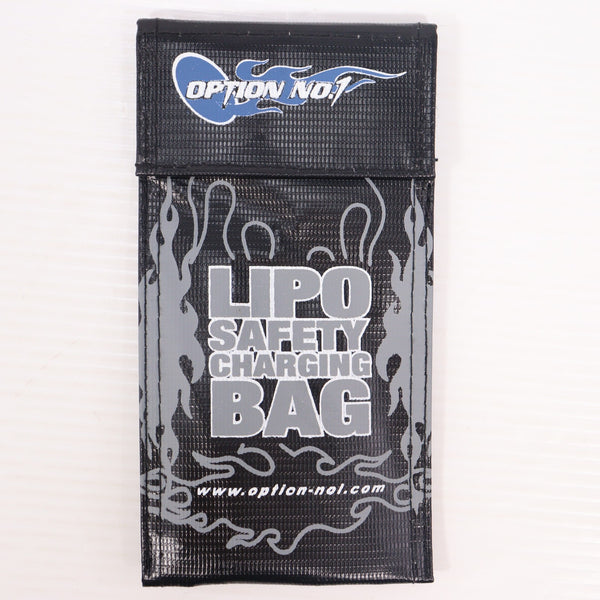 OPTION NO.1
LIPO
SAFETY
CHARGING
BAG
www.option-no1.com